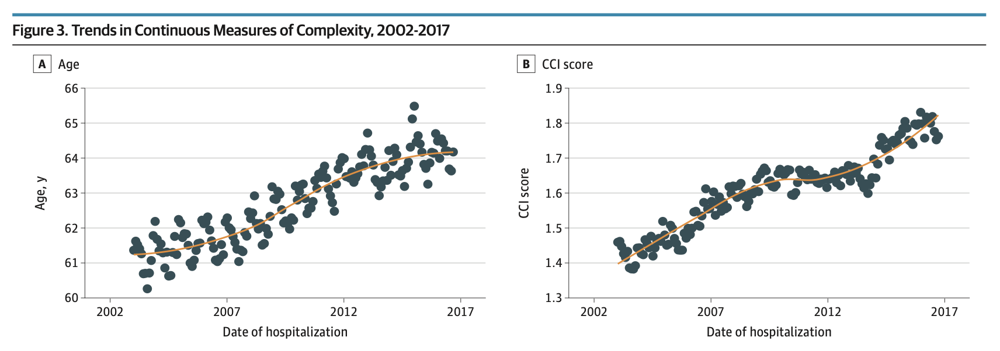 Figure 3. Trends in Continuous Measures of Complexity, 2002-2017
A Age
66
65
64
63
62
61
60
Age, y
2002 2007 2012 2017
Date of hospitalization
B CCI score
1.9
1.8
1.7
1.6
1.5
1.4
1.3
CCI score
2002 2007 2012 2017
Date of hospitalization